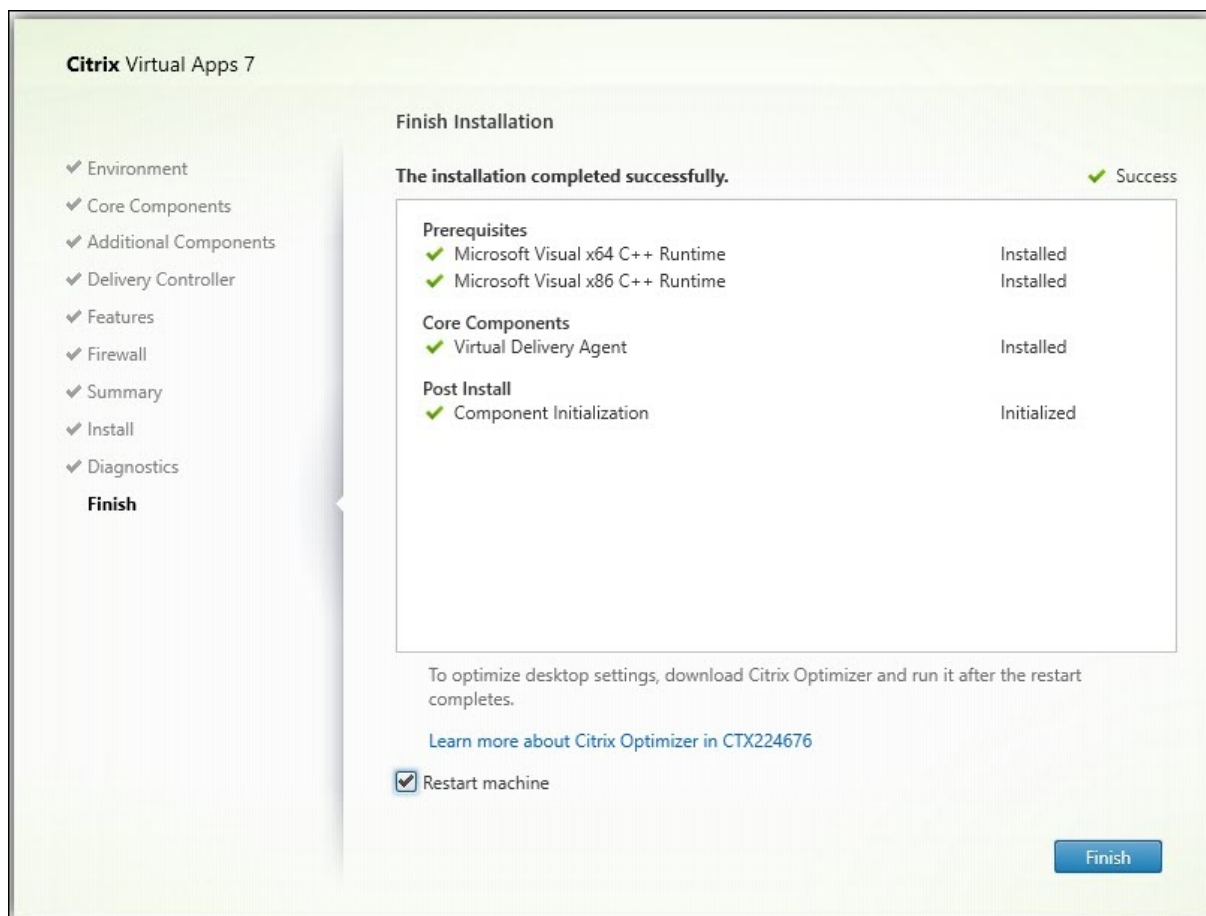 Citrix Virtual Apps 7
Environment
Core Components
Additional Components
Delivery Controller
Features
Firewall
Summary
Install
Diagnostics
Finish
Finish Installation
The installation completed successfully. Success
Prerequisites
Microsoft Visual x64 C++ Runtime Installed
Microsoft Visual x86 C++ Runtime Installed
Core Components
Virtual Delivery Agent Installed
Post Install
Component Initialization Initialized
To optimize desktop settings, download Citrix Optimizer and run it after the restart
completes.
Learn more about Citrix Optimizer in CTX224676
Restart machine
Finish